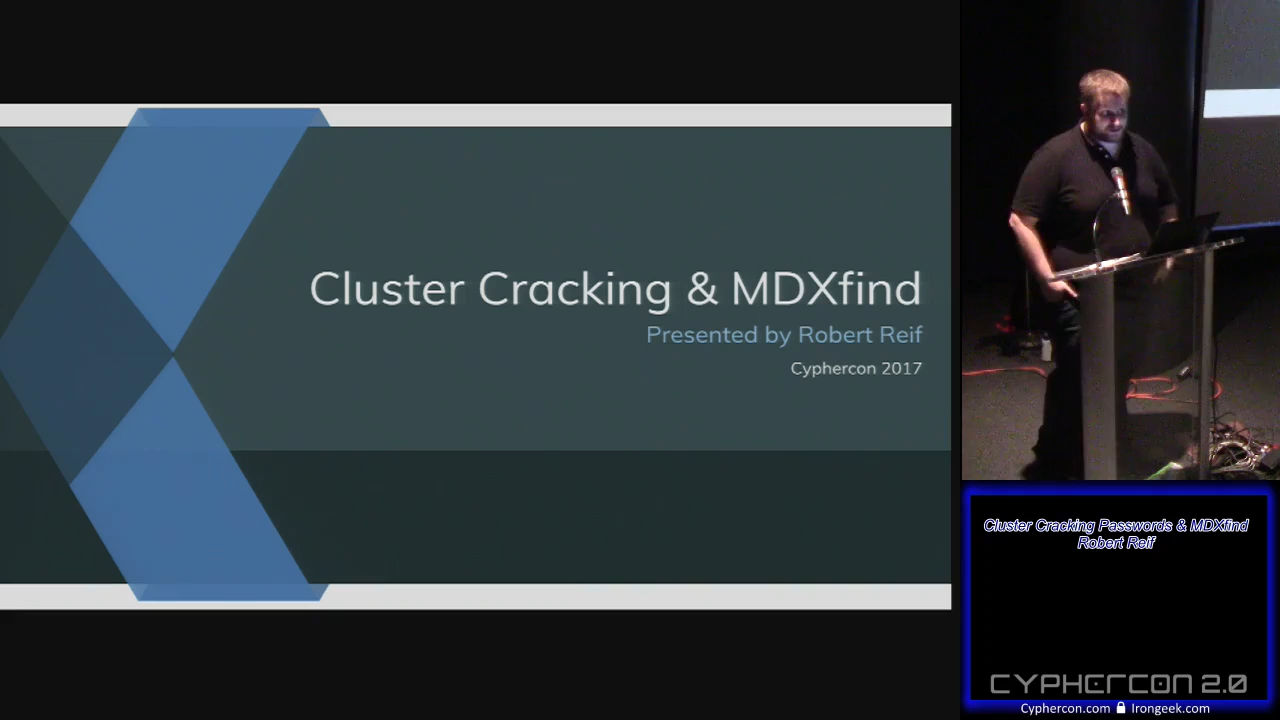 Cluster Cracking & MDXfind
Presented by Robert Reif
Cyphercon 2017
Cluster Cracking Passwords & MDXfind
Robert Reif
CYPHERCON 2.0
Cyphercon.com Irongeek.com